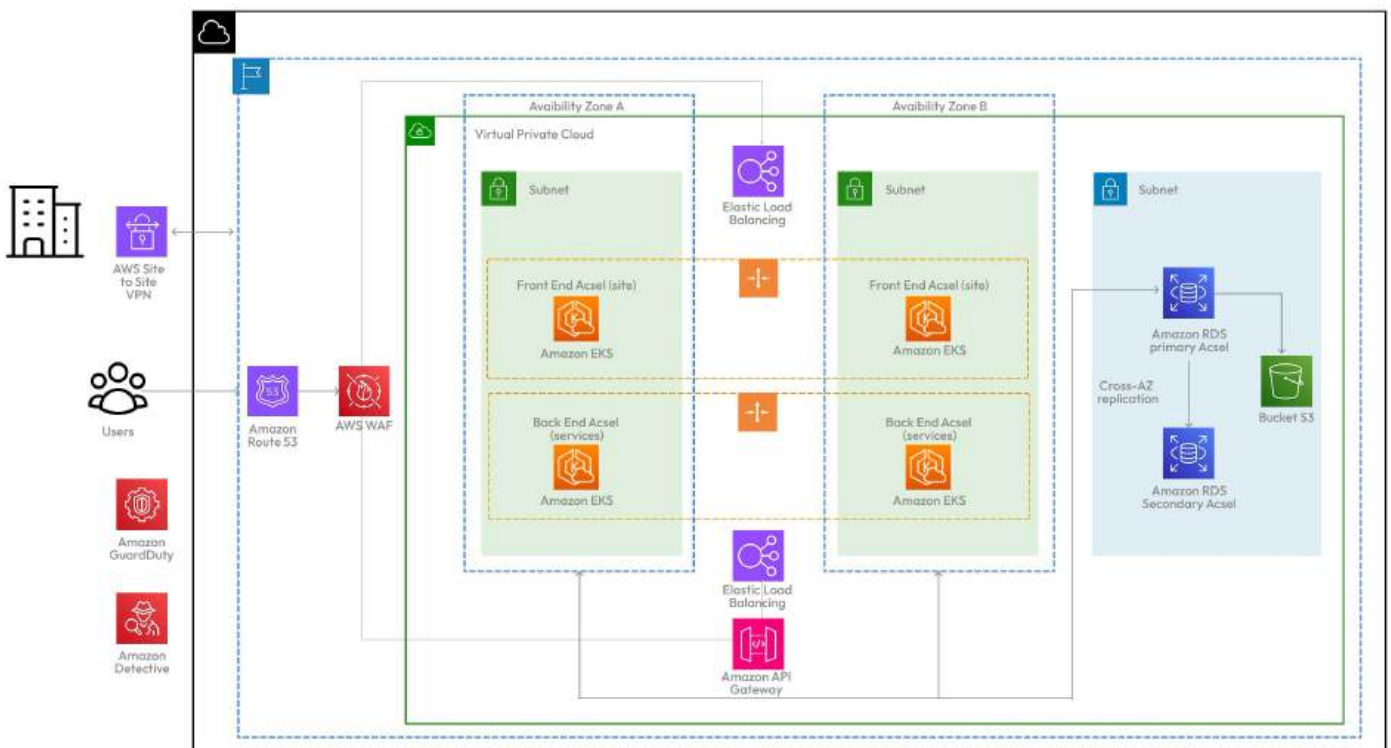 Avaibility Zone A
Avaibility Zone B
Virtual Private Cloud
Subnet
Elastic Load
Balancing
Subnet
Subnet
AWS Site
to Site
VPN
Front End Acsel (site)
Amazon EKS
Front End Acsel (site)
Amazon EKS
Amazon RDS
primary Acsel
Cross-AZ
replication
Bucket S3
Users
53
Amazon
Route 53
AWS WAF
Back End Acsel
(services)
Amazon EKS
Back End Acsel
(services)
Amazon EKS
Amazon RDS
Secondary Acsel
Amazon
GuardDuty
Elastic Load
Balancing
Amazon
Detective
</>
Amazon API
Gateway